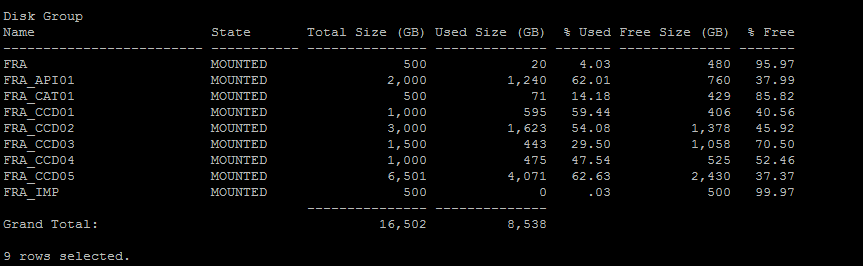 Disk Group
Name                      State       Total Size (GB) Used Size (GB)  % Used Free Size (GB)  % Free
------------------------- ----------- --------------- -------------- ------- -------------- -------
FRA                       MOUNTED                 500             20    4.03            480   95.97
FRA_API01                 MOUNTED               2,000          1,240   62.01            760   37.99
FRA_CAT01                 MOUNTED                 500             71   14.18            429   85.82
FRA_CCD01                 MOUNTED               1,000            595   59.44            406   40.56
FRA_CCD02                 MOUNTED               3,000          1,623   54.08          1,378   45.92
FRA_CCD03                 MOUNTED               1,500            443   29.50          1,058   70.50
FRA_CCD04                 MOUNTED               1,000            475   47.54            525   52.46
FRA_CCD05                 MOUNTED               6,501          4,071   62.63          2,430   37.37
FRA_IMP                   MOUNTED                 500              0     .03            500   99.97
                                      --------------- --------------
Grand Total:                                   16,502          8,538
9 rows selected.